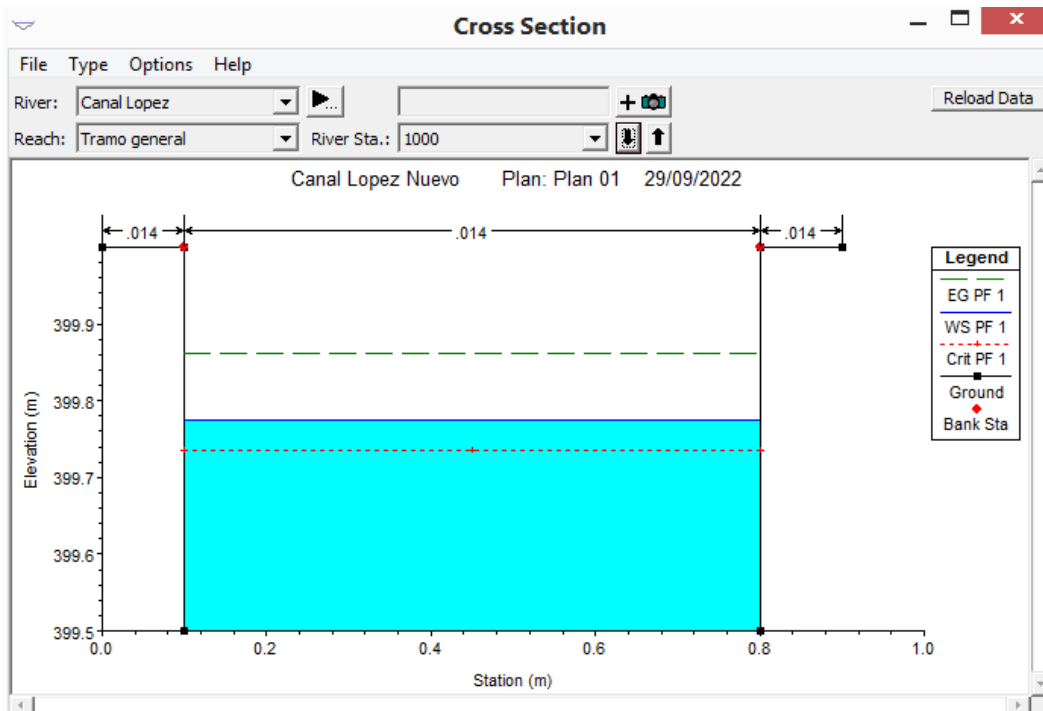 Cross Section
File Type Options Help
River: Canal Lopez
Reload Data
Reach: Tramo general River Sta.: 1000
Canal Lopez Nuevo Plan: Plan 01 29/09/2022
.014 .014 .014
Legend
EG PF 1
WS PF 1
Crit PF 1
Ground
Bank Sta
399.9
399.8
399.7
399.6
399.5
Elevation (m)
0.0 0.2 0.4 0.6 0.8 1.0
Station (m)